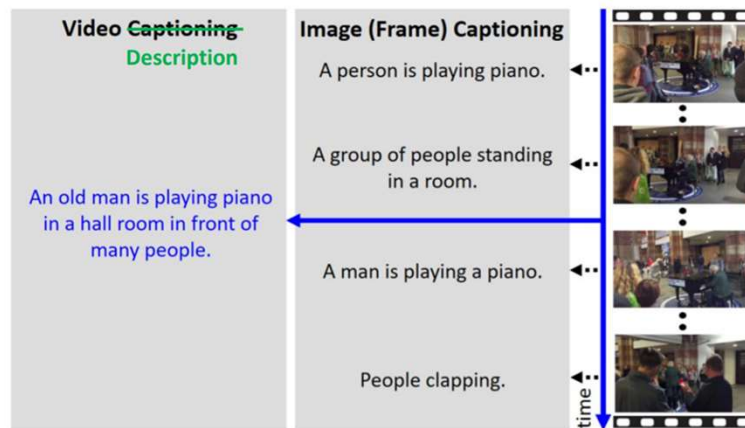 Video Captioning
Description
An old man is playing piano
in a hall room in front of
many people.
Image (Frame) Captioning
A person is playing piano.
A group of people standing
in a room.
A man is playing a piano.
People clapping.
time